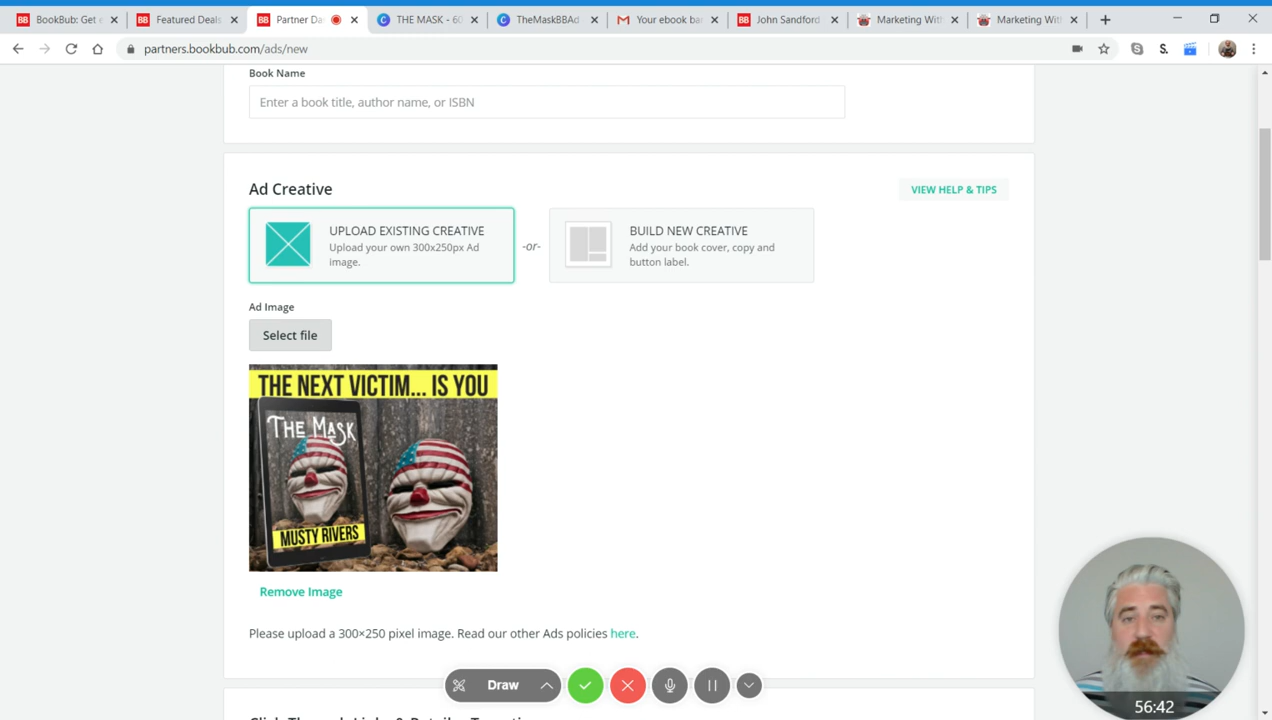 BookBub: Get e
Featured Deals
Partner Da
THE MASK - 60
TheMaskBBAd
Your ebook ba
John Sandford
Marketing Wit
Marketing Wit
partners.bookbub.com/ads/new
Book Name
Enter a book title, author name, or ISBN
Ad Creative
VIEW HELP & TIPS
UPLOAD EXISTING CREATIVE
Upload your own 300x250px Ad
image.
-or-
BUILD NEW CREATIVE
Add your book cover, copy and
button label.
Ad Image
Select file
THE NEXT VICTIM... IS YOU
THE MASK
MUSTY RIVERS
Remove Image
Please upload a 300×250 pixel image. Read our other Ads policies here.
Draw
56:42